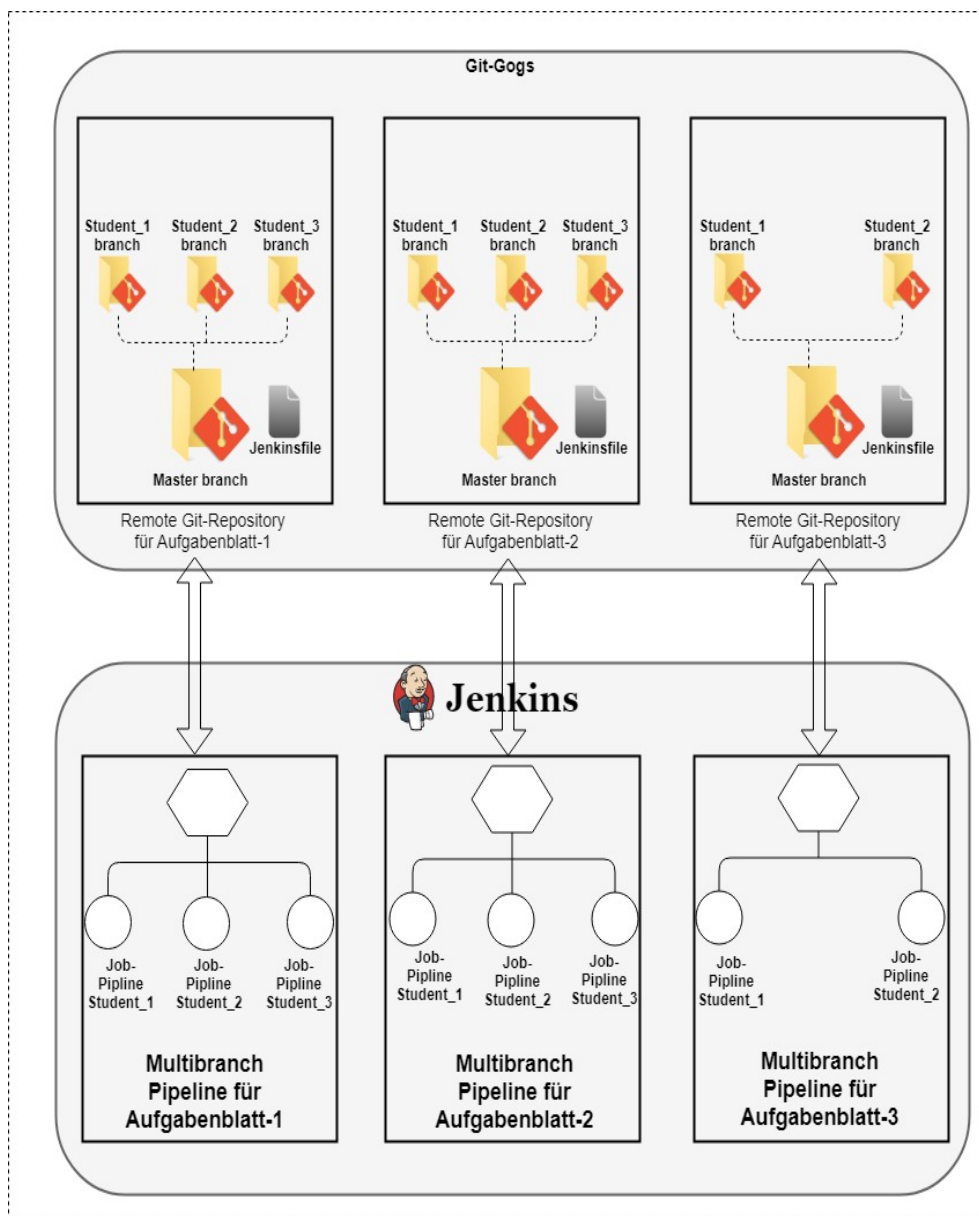 Git-Gogs
Student_1
branch
Student_2
branch
Student_3
branch
Jenkinsfile
Master branch
Remote Git-Repository
für Aufgabenblatt-1
Student_1
branch
Student_2
branch
Student_3
branch
Jenkinsfile
Master branch
Remote Git-Repository
für Aufgabenblatt-2
Student_1
branch
Student_2
branch
Jenkinsfile
Master branch
Remote Git-Repository
für Aufgabenblatt-3
Jenkins
Job-
Pipline
Student_1
Job-
Pipline
Student_2
Job-
Pipline
Student_3
Multibranch
Pipeline für
Aufgabenblatt-1
Job-
Pipline
Student_1
Job-
Pipline
Student_2
Job-
Pipline
Student_3
Multibranch
Pipeline für
Aufgabenblatt-2
Job-
Pipline
Student_1
Job-
Pipline
Student_2
Multibranch
Pipeline für
Aufgabenblatt-3